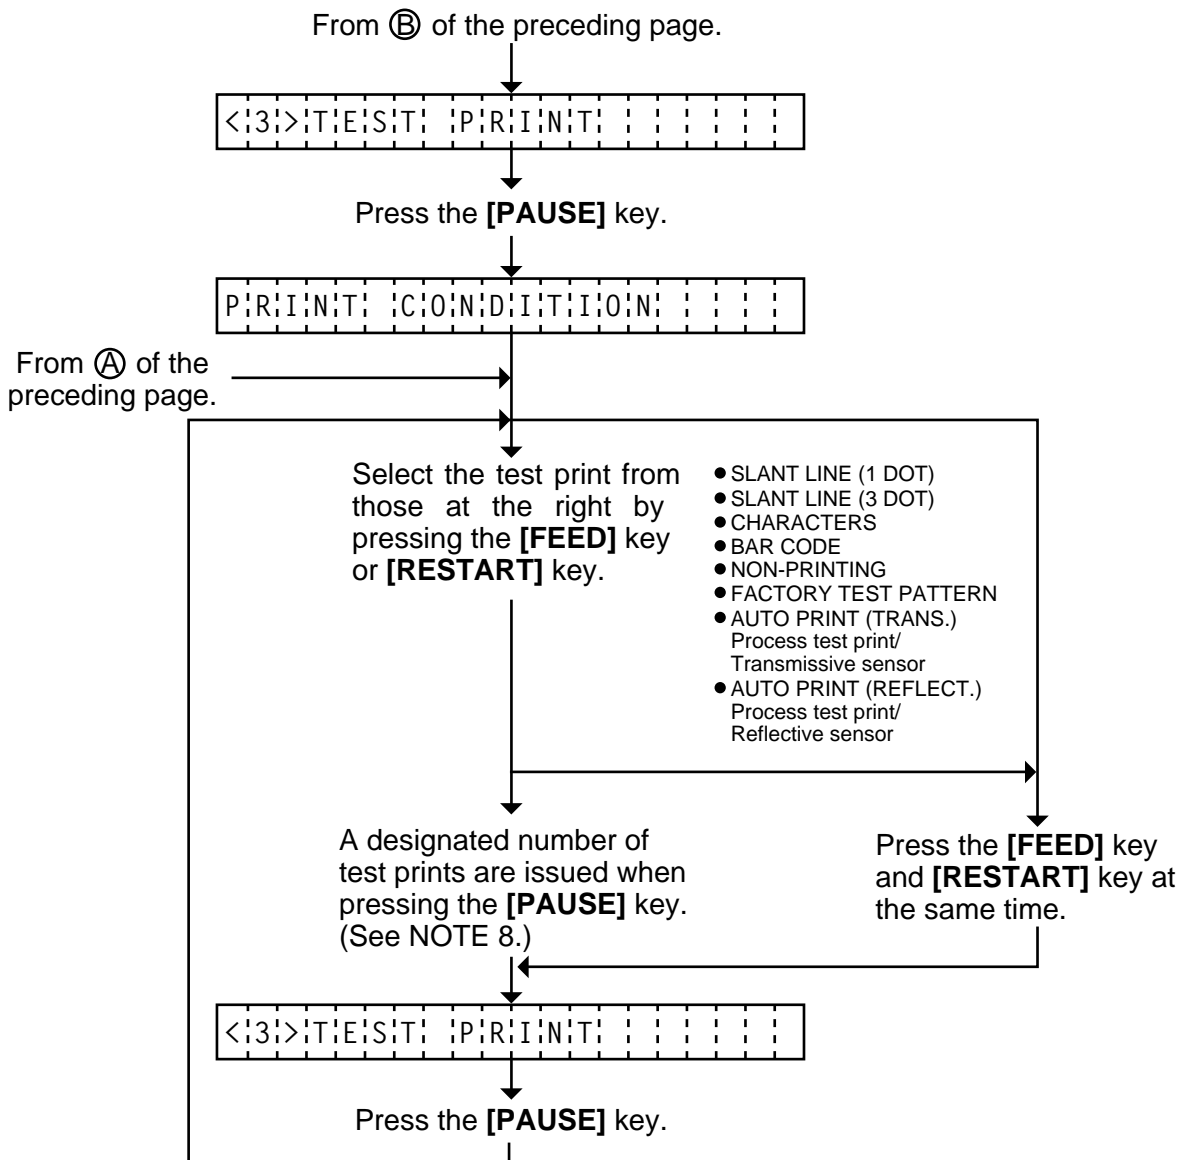 From Ⓑ of the preceding page.
<3>TEST PRINT
Press the [PAUSE] key.
PRINT CONDITION
From Ⓐ of the
preceding page.
Select the test print from
those at the right by
pressing the [FEED] key
or [RESTART] key.
● SLANT LINE (1 DOT)
● SLANT LINE (3 DOT)
● CHARACTERS
● BAR CODE
● NON-PRINTING
● FACTORY TEST PATTERN
● AUTO PRINT (TRANS.)
Process test print/
Transmissive sensor
● AUTO PRINT (REFLECT.)
Process test print/
Reflective sensor
A designated number of
test prints are issued when
pressing the [PAUSE] key.
(See NOTE 8.)
Press the [FEED] key
and [RESTART] key at
the same time.
<3>TEST PRINT
Press the [PAUSE] key.